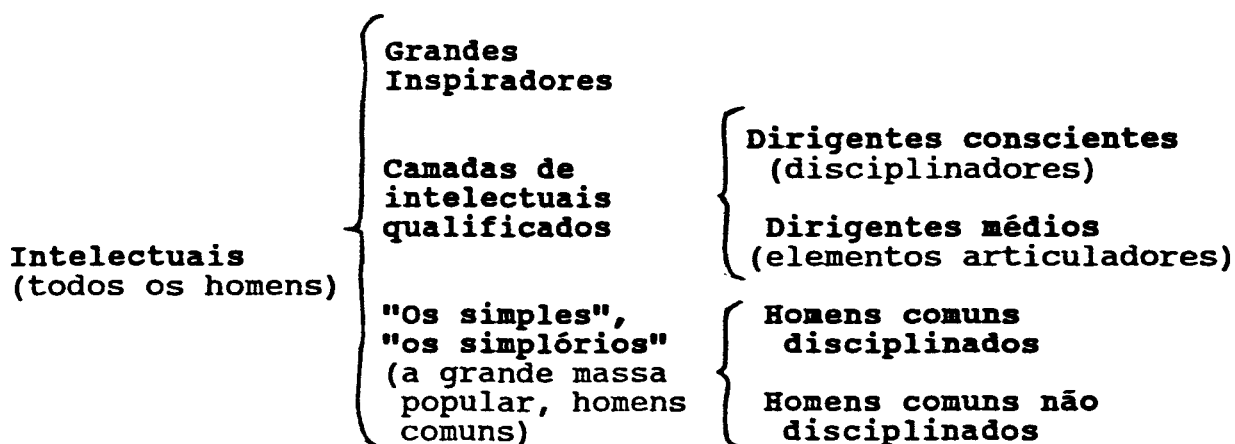 Grandes
Inspiradores
Camadas de
intelectuais
qualificados
Dirigentes conscientes
(disciplinadores)
Dirigentes médios
(elementos articuladores)
Intelectuais
(todos os homens)
"Os simples",
"os simplórios"
(a grande massa
popular, homens
comuns)
Homens comuns
disciplinados
Homens comuns não
disciplinados